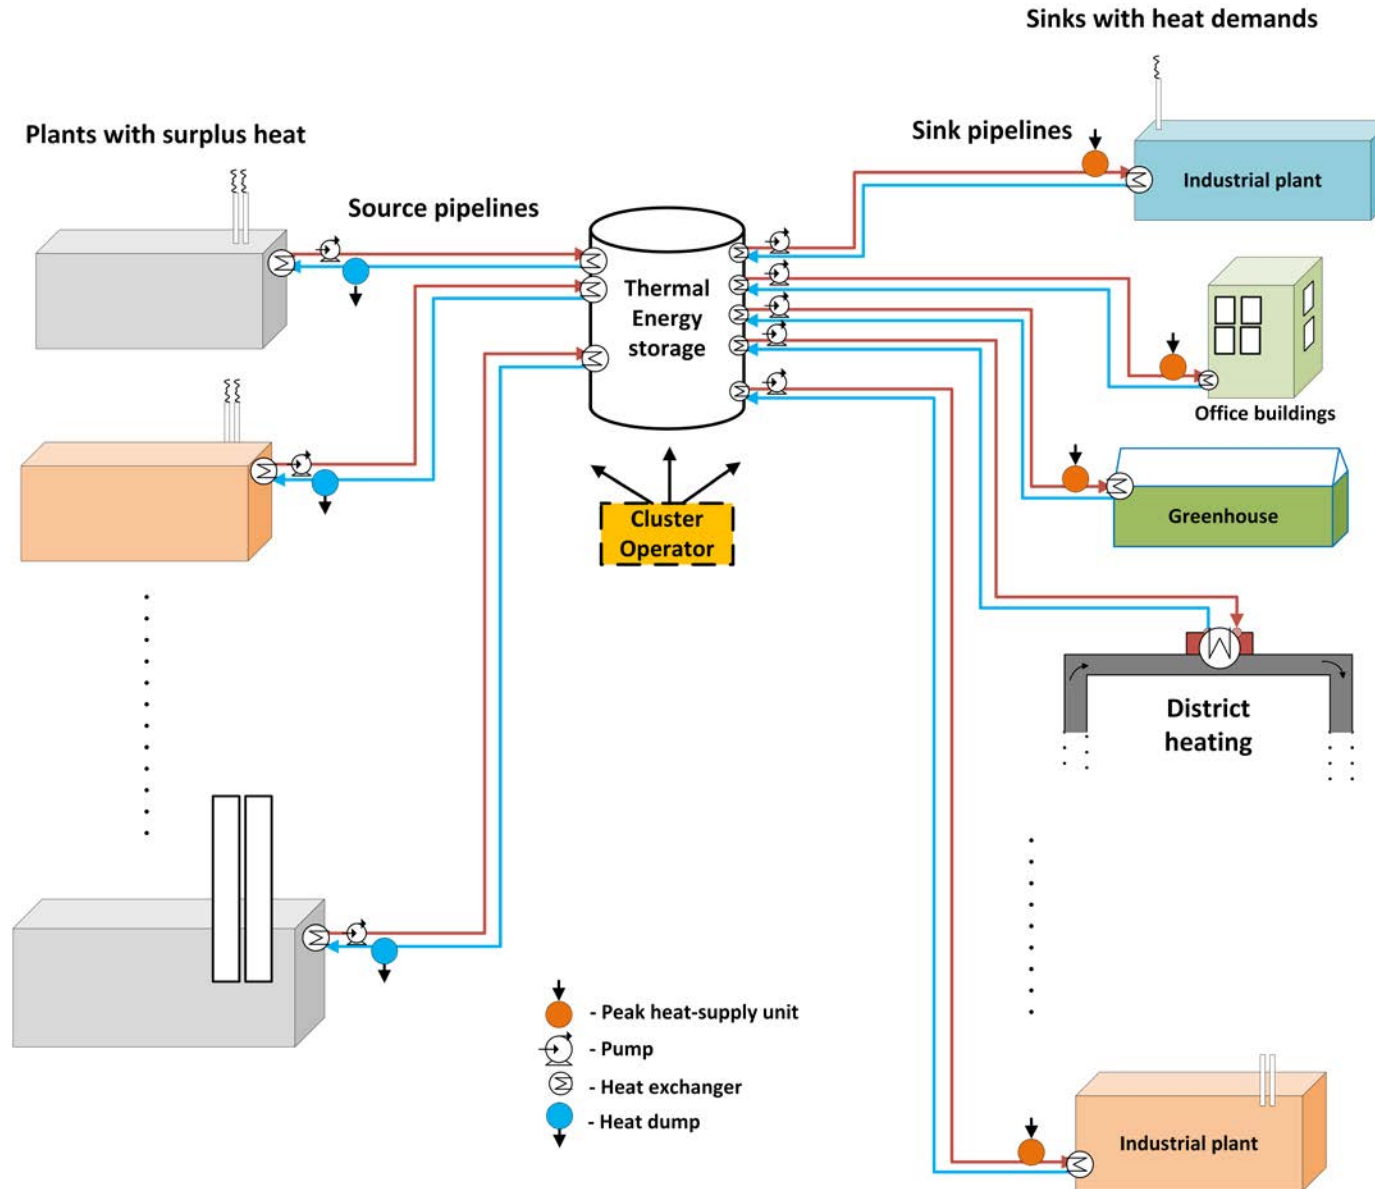 Sinks with heat demands
Plants with surplus heat
Source pipelines
Sink pipelines
Industrial plant
Thermal
Energy
storage
Office buildings
Cluster
Operator
Greenhouse
District
heating
- Peak heat-supply unit
- Pump
- Heat exchanger
- Heat dump
Industrial plant